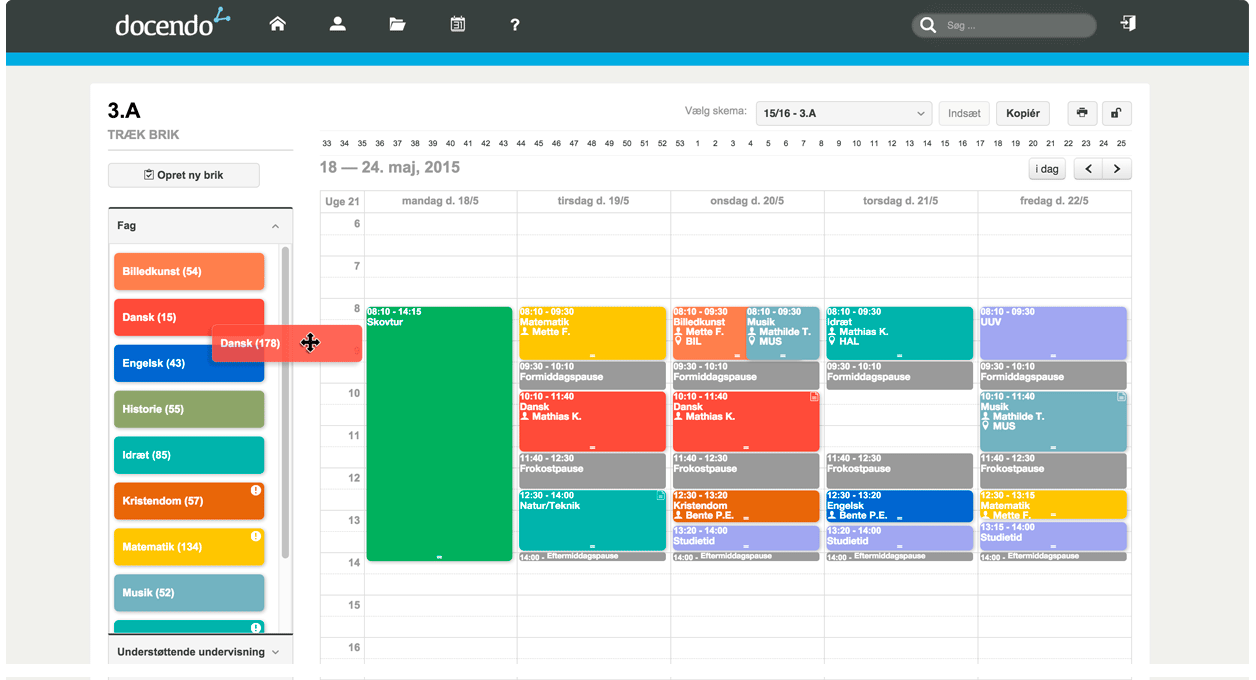 docendo
?
Søg ...
3.A
TRÆK BRIK
Vælg skema:
15/16 - 3.A
Indsæt
Kopiér
33 34 35 36 37 38 39 40 41 42 43 44 45 46 47 48 49 50 51 52 53 1 2 3 4 5 6 7 8 9 10 11 12 13 14 15 16 17 18 19 20 21 22 23 24 25
18 — 24. maj, 2015
i dag
Opret ny brik
Fag
Billedkunst (54)
Dansk (15)
Dansk (178)
Engelsk (43)
Historie (55)
Idræt (85)
Kristendom (57)
Matematik (134)
Musik (52)
Understøttende undervisning
Uge 21
mandag d. 18/5
tirsdag d. 19/5
onsdag d. 20/5
torsdag d. 21/5
fredag d. 22/5
6
7
8
10
11
12
13
14
15
16
08:10 - 14:15
Skovtur
08:10 - 09:30
Matematik
Mette F.
09:30 - 10:10
Formiddagspause
10:10 - 11:40
Dansk
Mathias K.
11:40 - 12:30
Frokostpause
12:30 - 14:00
Natur/Teknik
14:00 - Eftermiddagspause
08:10 - 09:30
Billedkunst
Mette F.
BIL
08:10 - 09:30
Musik
Mathilde T.
MUS
09:30 - 10:10
Formiddagspause
10:10 - 11:40
Dansk
Mathias K.
11:40 - 12:30
Frokostpause
12:30 - 13:20
Kristendom
Bente P.E.
13:20 - 14:00
Studietid
14:00 - Eftermiddagspause
08:10 - 09:30
Idræt
Mathias K.
HAL
09:30 - 10:10
Formiddagspause
11:40 - 12:30
Frokostpause
12:30 - 13:20
Engelsk
Bente P.E.
13:20 - 14:00
Studietid
14:00 - Eftermiddagspause
08:10 - 09:30
UUV
09:30 - 10:10
Formiddagspause
10:10 - 11:40
Musik
Mathilde T.
MUS
11:40 - 12:30
Frokostpause
12:30 - 13:15
Matematik
Mette F.
13:15 - 14:00
Studietid
14:00 - Eftermiddagspause